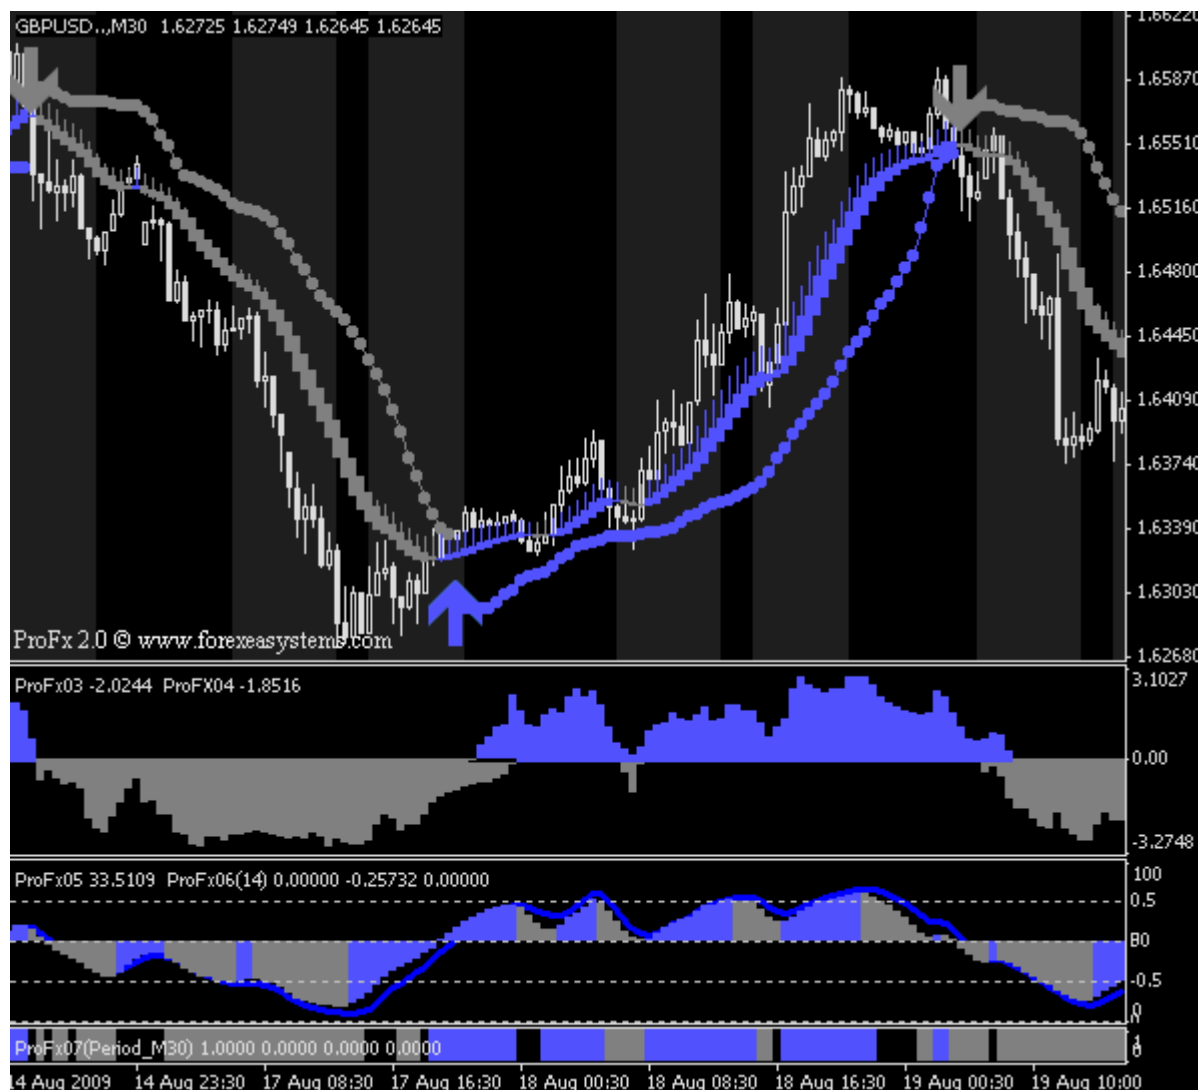 GBPUSD..,M30 1.62725 1.62749 1.62645 1.62645
1.66220
1.65870
1.65510
1.65160
1.64800
1.64450
1.64090
1.63740
1.63390
1.63030
1.62680
ProFx 2.0 © www.forexeasystems.com
ProFx03 -2.0244 ProFX04 -1.8516
3.1027
0.00
-3.2748
ProFx05 33.5109 ProFx06(14) 0.00000 -0.25732 0.00000
100
0.5
-0.5
ProFx07(Period_M30) 1.0000 0.0000 0.0000 0.0000
14 Aug 2009 14 Aug 23:30 17 Aug 08:30 17 Aug 16:30 18 Aug 00:30 18 Aug 08:30 18 Aug 16:30 19 Aug 00:30 19 Aug 10:00